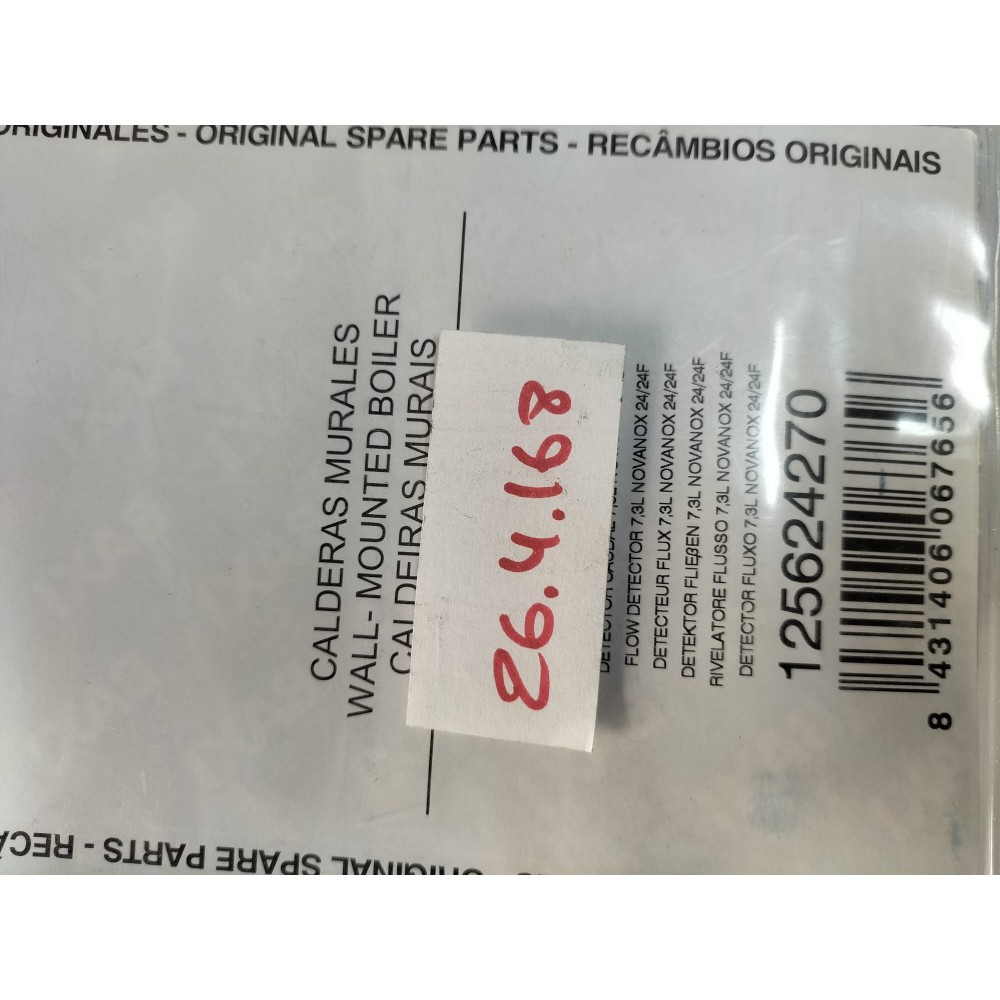 ORIGINALES - ORIGINAL SPARE PARTS - RECÂMBIOS ORIGINAIS
CALDERAS MURALES
WALL- MOUNTED BOILER
CALDEIRAS MURAIS
26.4.168
FLOW DETECTOR 7,3L NOVANOX 24/24F
DETECTEUR FLUX 7,3L NOVANOX 24/24F
DETEKTOR FLIEβEN 7,3L NOVANOX 24/24F
RIVELATORE FLUSSO 7,3L NOVANOX 24/24F
DETECTOR FLUXO 7,3L NOVANOX 24/24F
125624270
8 431406 067656
ORIGINAL SPARE PARTS - RECÂ